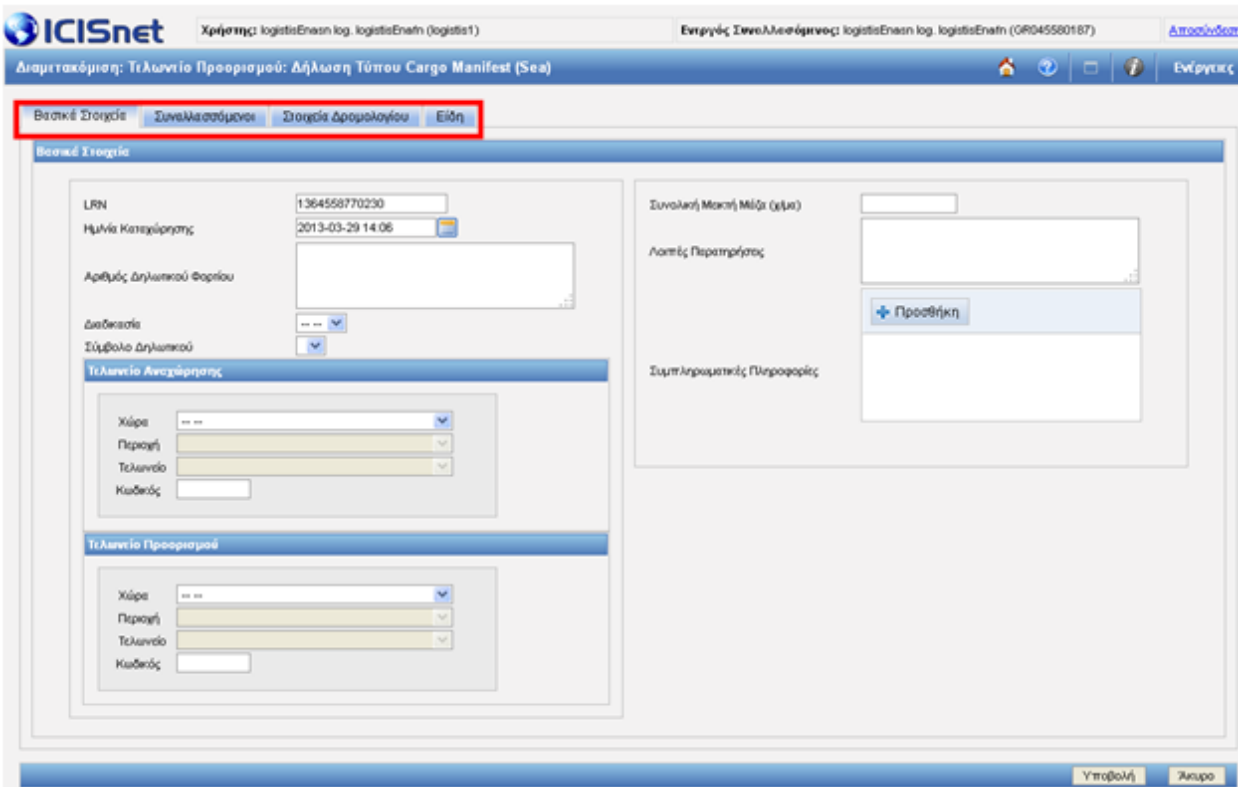 ICISnet Χρήστης: logistisEnasn log. logistisEnafn (logistis1) Ενεργός Συναλλασόμενος: logistisEnasn log. logistisEnafn (GR045580187)
Διαμετακόμιση: Τελωνείο Προορισμού: Δήλωση Τύπου Cargo Manifest (Sea) Ενέργειες
Βασικά Στοιχεία Συναλλασσόμενοι Στοιχεία Δρομολογίου Είδη
Βασικά Στοιχεία
LRN 1364558770230
Ημ/νία Καταχώρησης 2013-03-29 14:06
Αριθμός Δηλωτικού Φορτίου
Διαδικασία -- --
Σύμβολο Δηλωτικού
Τελωνείο Αναχώρησης
Χώρα -- --
Περιοχή
Τελωνείο
Κωδικός
Τελωνείο Προορισμού
Χώρα -- --
Περιοχή
Τελωνείο
Κωδικός
Συνολική Μεικτή Μάζα (χλμα)
Λοιπές Παρατηρήσεις
Προσθήκη
Συμπληρωματικές Πληροφορίες
Υποβολή Άκυρο